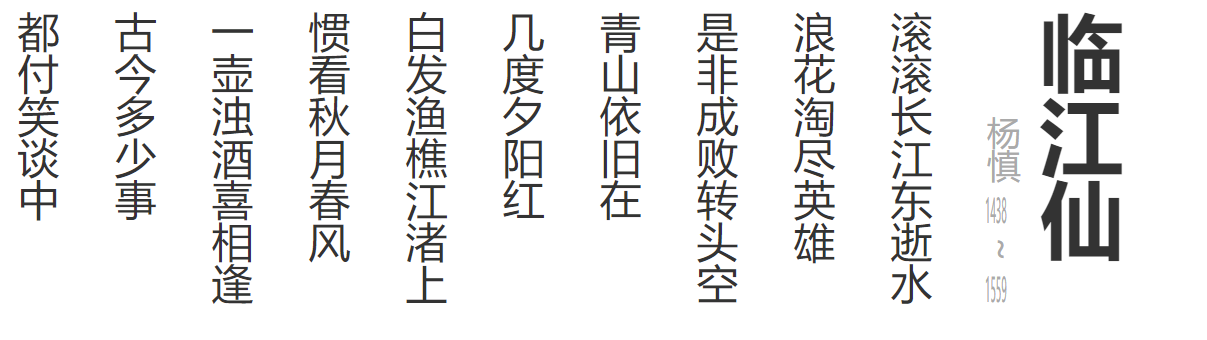 临江仙
杨慎 1438 ~ 1559
滚滚长江东逝水
浪花淘尽英雄
是非成败转头空
青山依旧在
几度夕阳红
白发渔樵江渚上
惯看秋月春风
一壶浊酒喜相逢
古今多少事
都付笑谈中